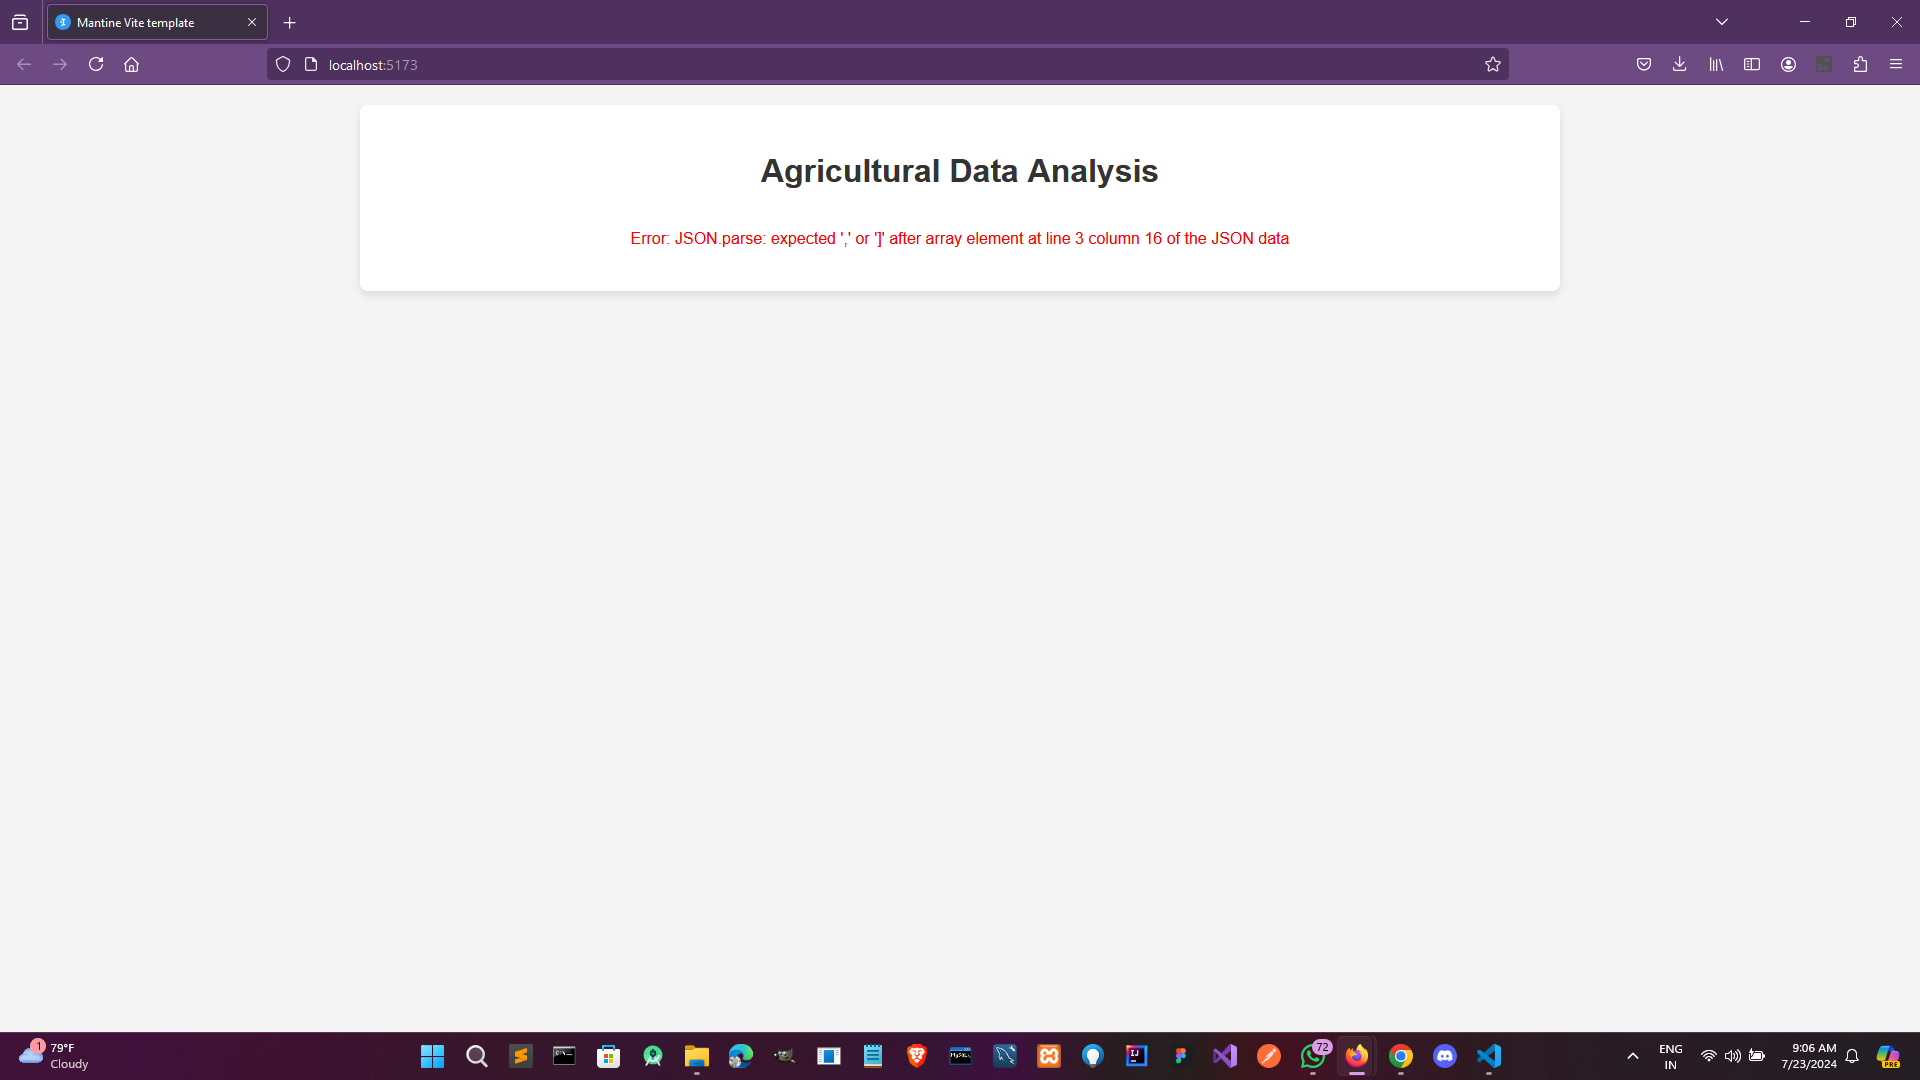 Mantine Vite template
localhost:5173
Agricultural Data Analysis
Error: JSON.parse: expected ',' or ']' after array element at line 3 column 16 of the JSON data
1
79°F
Cloudy
72
ENG
IN
9:06 AM
7/23/2024
PRE